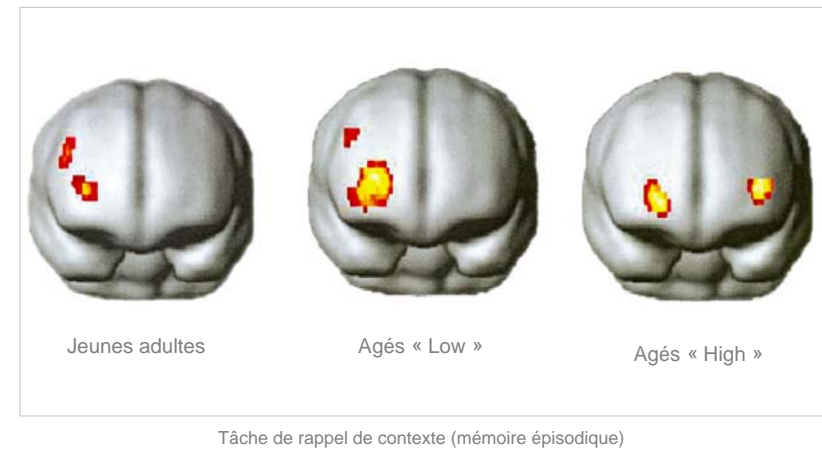 Jeunes adultes
Agés « Low »
Agés « High »
Tâche de rappel de contexte (mémoire épisodique)